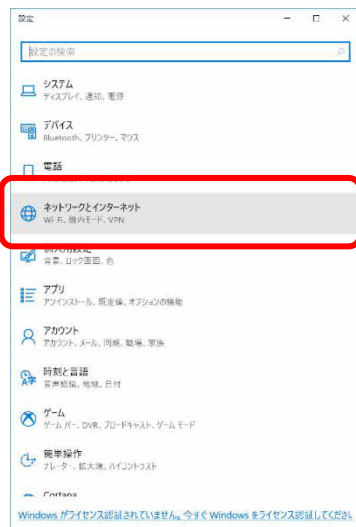 設定
設定の検索
システム
ディスプレイ、通知、電源
デバイス
Bluetooth、プリンター、マウス
電話
ネットワークとインターネット
Wi-Fi、機内モード、VPN
背景、ロック画面、色
アプリ
アンインストール、既定値、オプションの機能
アカウント
アカウント、メール、同期、職場、家族
時刻と言語
音声認識、地域、日付
ゲーム
ゲーム バー、DVR、ブロードキャスト、ゲーム モード
簡単操作
ナレーター、拡大鏡、ハイコントラスト
Cortana
Windows がライセンス認証されていません。今すぐ Windows をライセンス認証してくださ